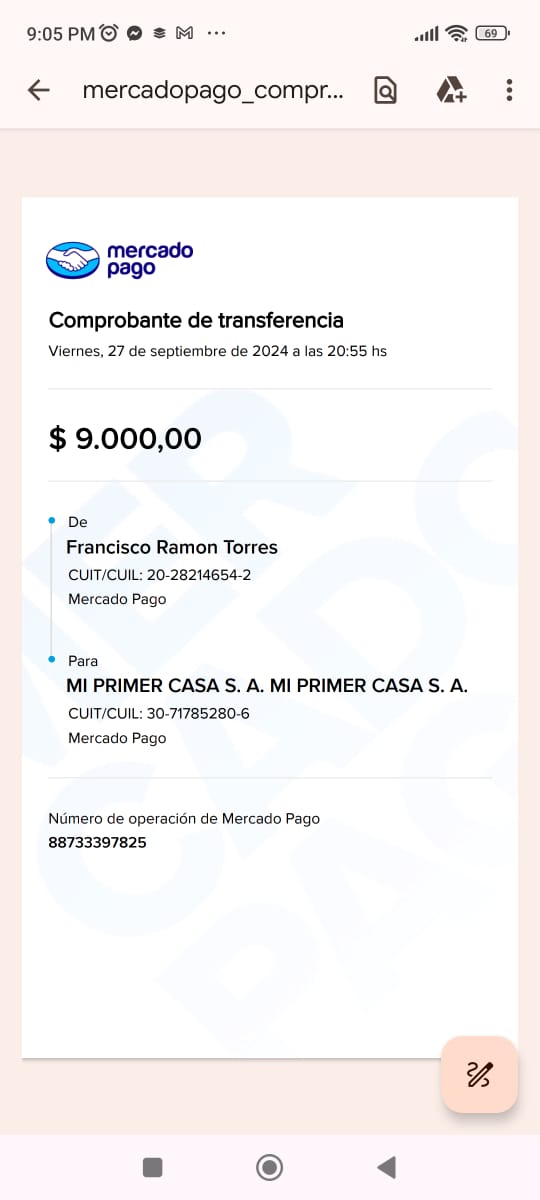 9:05 PM
69
mercadopago_compr...
mercado
pago
Comprobante de transferencia
Viernes, 27 de septiembre de 2024 a las 20:55 hs
$ 9.000,00
De
Francisco Ramon Torres
CUIT/CUIL: 20-28214654-2
Mercado Pago
Para
MI PRIMER CASA S. A. MI PRIMER CASA S. A.
CUIT/CUIL: 30-71785280-6
Mercado Pago
Número de operación de Mercado Pago
88733397825
MERCADO
PAGO